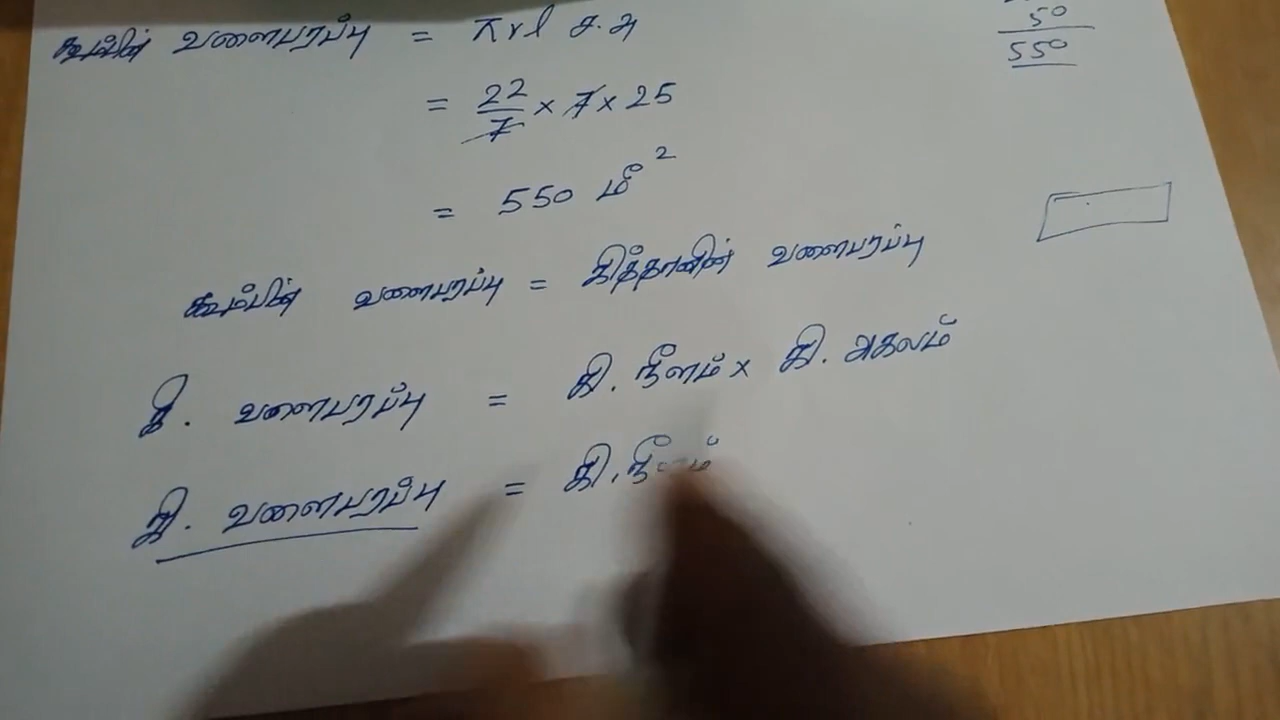 கூம்பின் வளைபரப்பு = πrl ச.அ
= 22/7 × 7 × 25
= 550 மீ²
கூம்பின் வளைபரப்பு = கித்தானின் வளைபரப்பு
கி. வளைபரப்பு = கி. நீளம் × கி. அகலம்
கி. வளைபரப்பு = கி. நீளம்
50
550